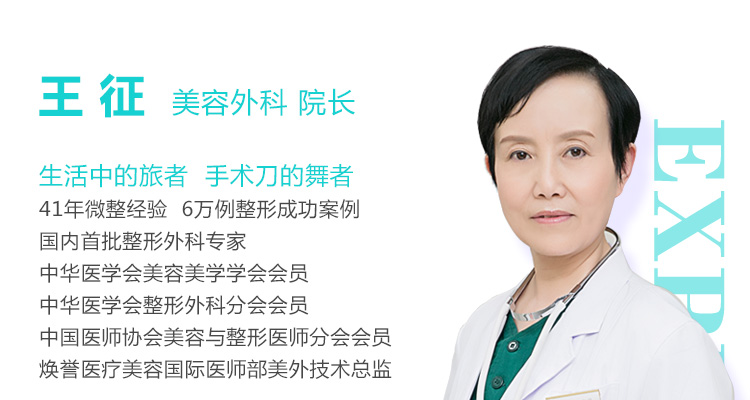 王 征 美容外科 院长
生活中的旅者 手术刀的舞者
41年微整经验 6万例整形成功案例
国内首批整形外科专家
中华医学会美容美学学会会员
中华医学会整形外科分会会员
中国医师协会美容与整形医师分会会员
焕誉医疗美容国际医师部美外技术总监
EXP